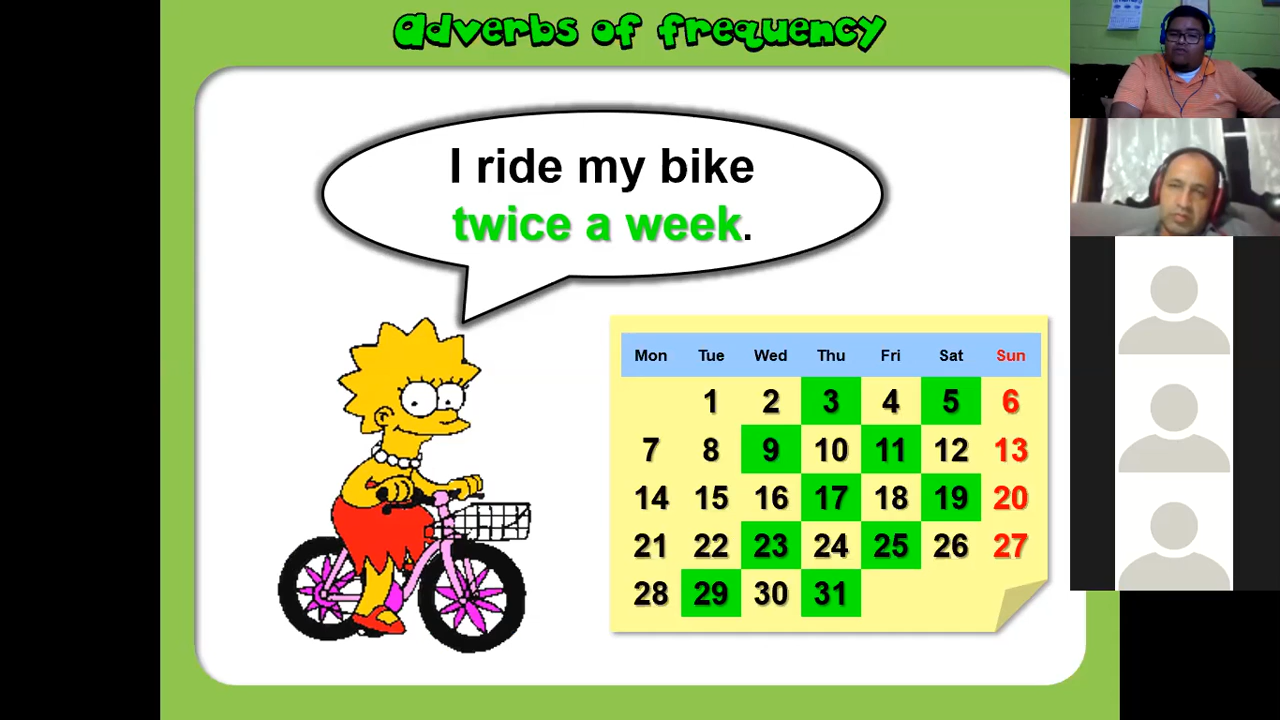 Adverbs of frequency
I ride my bike
twice a week.
Mon Tue Wed Thu Fri Sat Sun
1 2 3 4 5 6
7 8 9 10 11 12 13
14 15 16 17 18 19 20
21 22 23 24 25 26 27
28 29 30 31